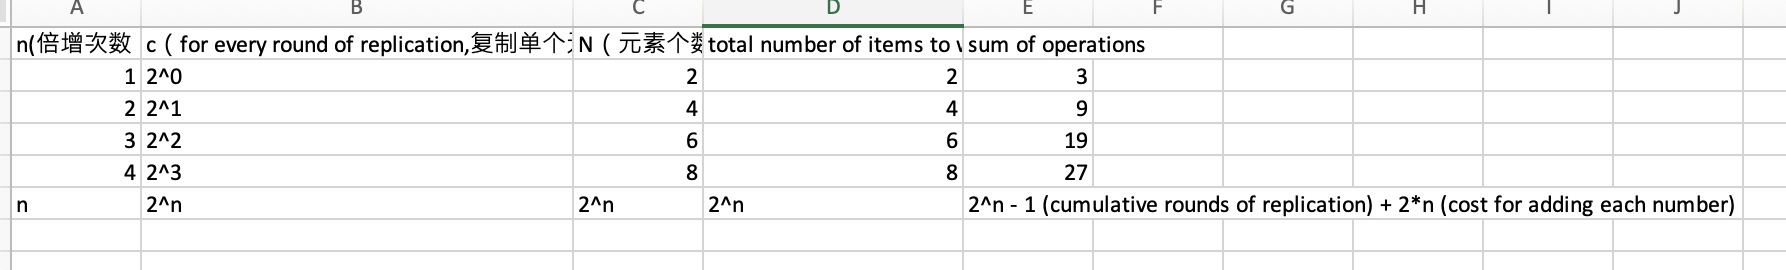 A B C D E F G H I J
n(倍增次数 c（for every round of replication,复制单个 N（元素个数 total number of items to sum of operations
1 2^0 2 2 3
2 2^1 4 4 9
3 2^2 6 6 19
4 2^3 8 8 27
n 2^n 2^n 2^n 2^n - 1 (cumulative rounds of replication) + 2*n (cost for adding each number)